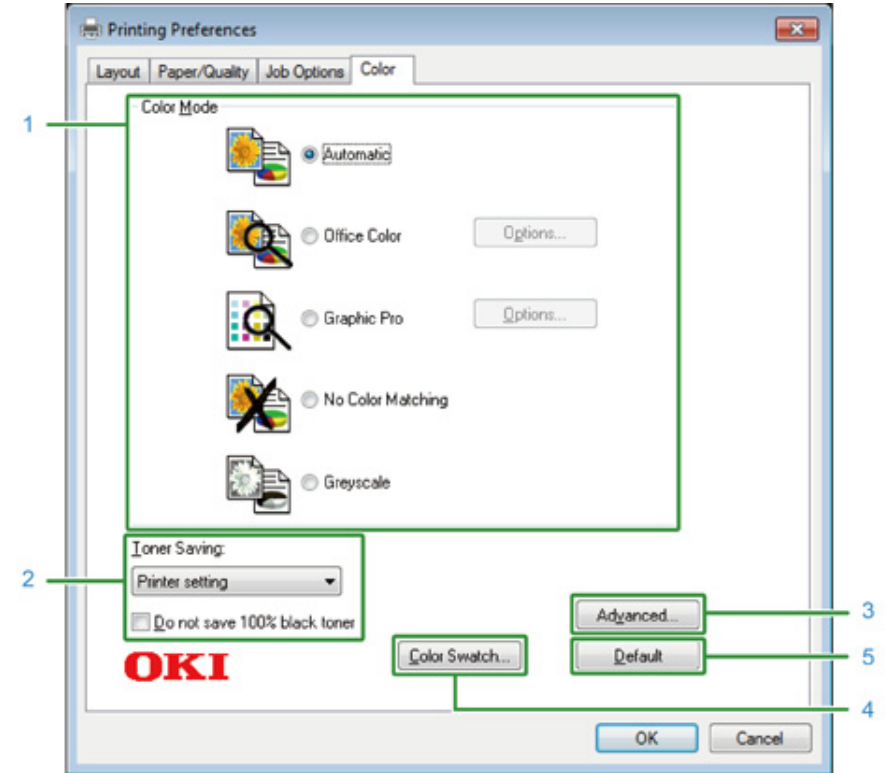 Printing Preferences
Layout Paper/Quality Job Options Color
Color Mode
1
Automatic
Office Color Options...
Graphic Pro Options...
No Color Matching
Greyscale
Toner Saving:
2 Printer setting
Do not save 100% black toner
Advanced... 3
OKI Color Swatch... Default 5
4
OK Cancel